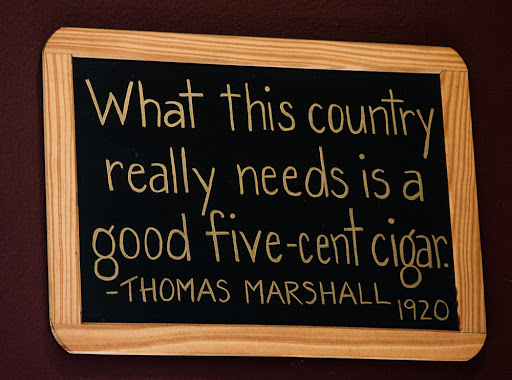 What this country
really needs is a
good five-cent cigar.
-THOMAS MARSHALL
1920